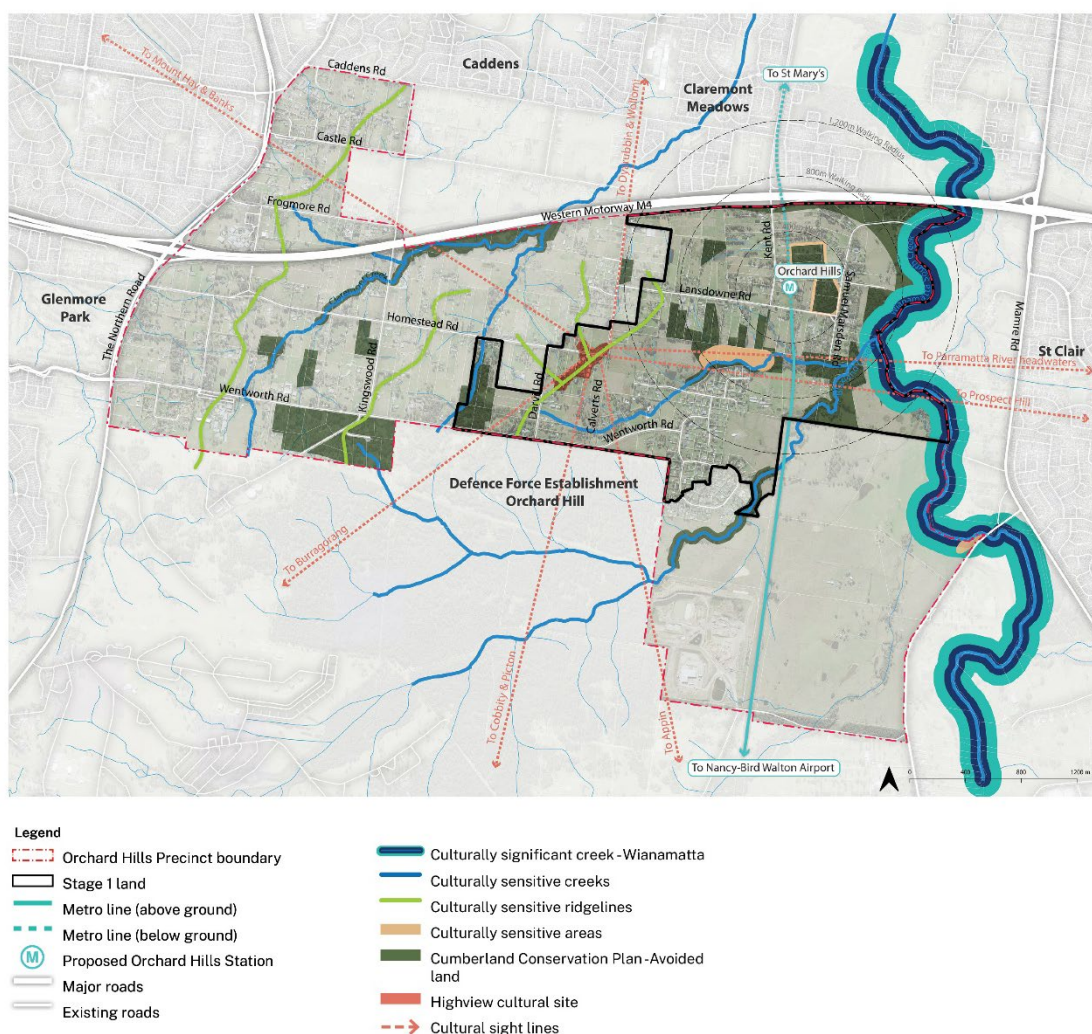 Caddens Rd
Caddens
To Mount Hay & Banks
To St Mary's
Claremont
Meadows
Castle Rd
To Dyarubbin & Wollomi
1,200m Walking Radius
800m Walking Radius
Frogmore Rd
Western Motorway M4
Kent Rd
Glenmore
Park
The Northern Road
Orchard Hills
M
Lansdowne Rd
Samuel Marsden Rd
Mamre Rd
St Clair
Homestead Rd
Kingswood Rd
To Parramatta River headwaters
Wentworth Rd
Darvill Rd
Calverts Rd
To Prospect Hill
Wentworth Rd
Defence Force Establishment
Orchard Hill
To Burragorang
To Cobbity & Picton
To Appin
To Nancy-Bird Walton Airport
0 400 800 1200 m
Legend
Orchard Hills Precinct boundary
Stage 1 land
Metro line (above ground)
Metro line (below ground)
M Proposed Orchard Hills Station
Major roads
Existing roads
Culturally significant creek - Wianamatta
Culturally sensitive creeks
Culturally sensitive ridgelines
Culturally sensitive areas
Cumberland Conservation Plan - Avoided
land
Highview cultural site
Cultural sight lines